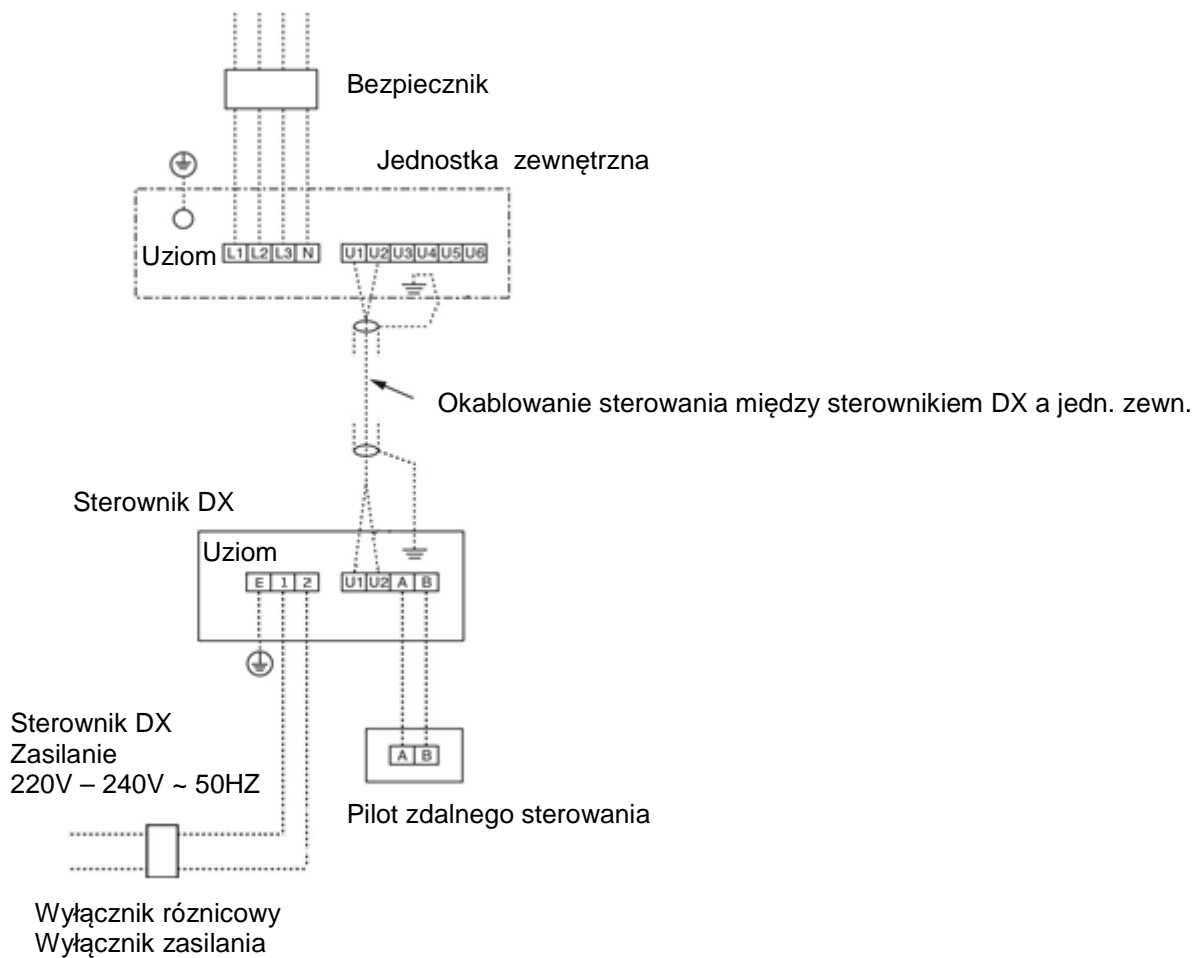 Bezpiecznik
Jednostka zewnętrzna
Uziom L1 L2 L3 N U1 U2 U3 U4 U5 U6
Okablowanie sterowania między sterownikiem DX a jedn. zewn.
Sterownik DX
Uziom
E 1 2 U1 U2 A B
Sterownik DX
Zasilanie
220V – 240V ~ 50HZ
A B
Pilot zdalnego sterowania
Wyłącznik róznicowy
Wyłącznik zasilania